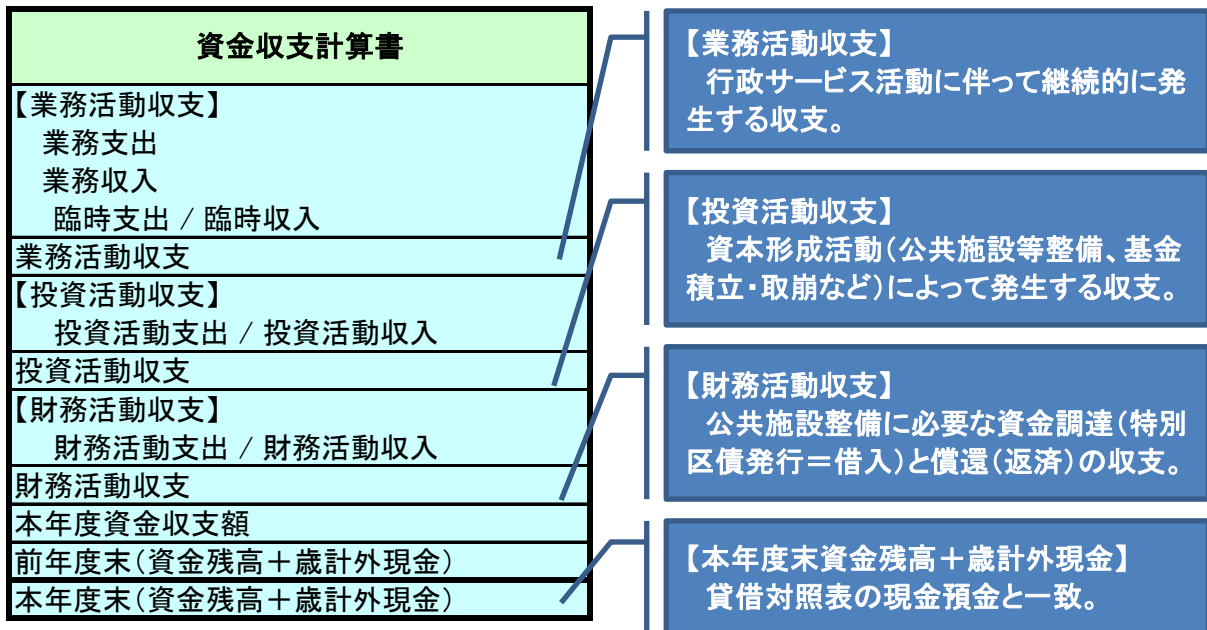 資金収支計算書
【業務活動収支】
業務支出
業務収入
臨時支出 / 臨時収入
業務活動収支
【投資活動収支】
投資活動支出 / 投資活動収入
投資活動収支
【財務活動収支】
財務活動支出 / 財務活動収入
財務活動収支
本年度資金収支額
前年度末(資金残高＋歳計外現金)
本年度末(資金残高＋歳計外現金)
【業務活動収支】
行政サービス活動に伴って継続的に発
生する収支。
【投資活動収支】
資本形成活動(公共施設等整備、基金
積立・取崩など)によって発生する収支。
【財務活動収支】
公共施設整備に必要な資金調達(特別
区債発行＝借入)と償還(返済)の収支。
【本年度末資金残高＋歳計外現金】
貸借対照表の現金預金と一致。